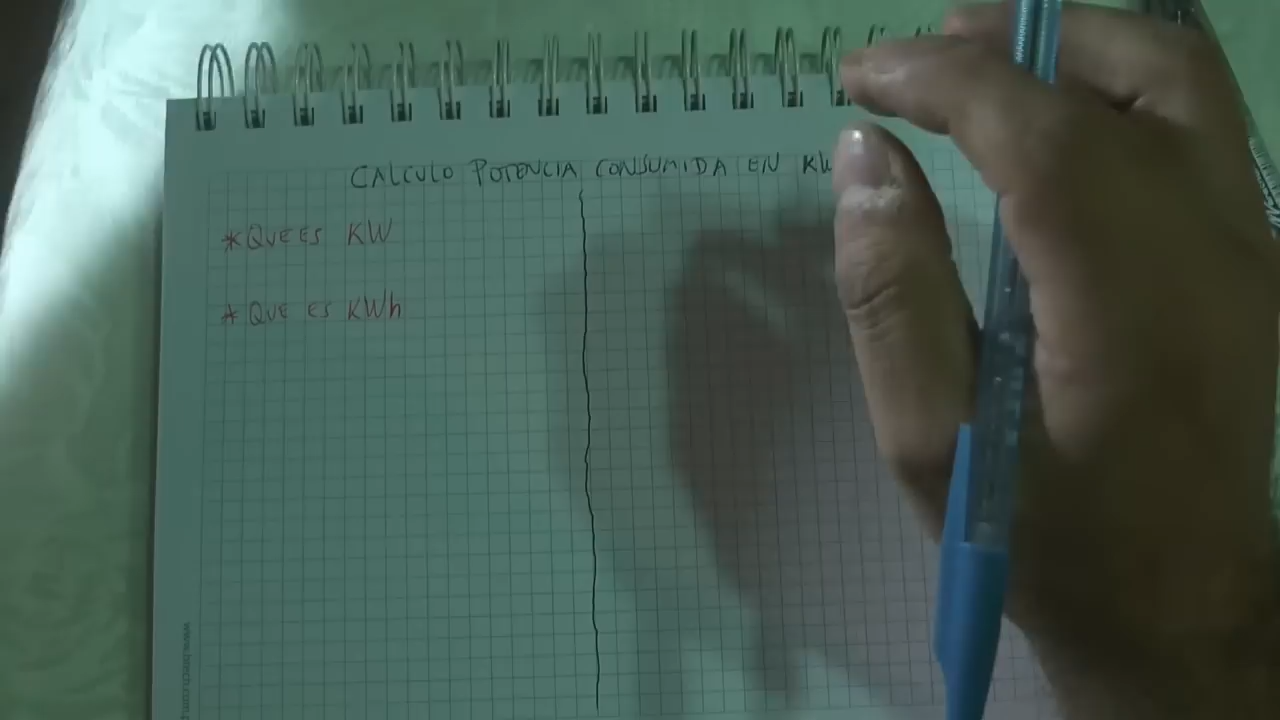 CALCULO POTENCIA CONSUMIDA EN
*QUE ES KW
*QUE ES KWh